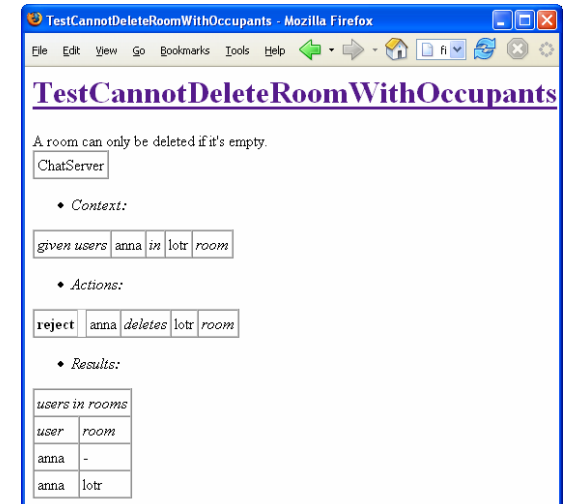 TestCannotDeleteRoomWithOccupants - Mozilla Firefox
File Edit View Go Bookmarks Tools Help fi
TestCannotDeleteRoomWithOccupants
A room can only be deleted if it's empty.
ChatServer
• Context:
given users anna in lotr room
• Actions:
reject anna deletes lotr room
• Results:
users in rooms
user room
anna -
anna lotr